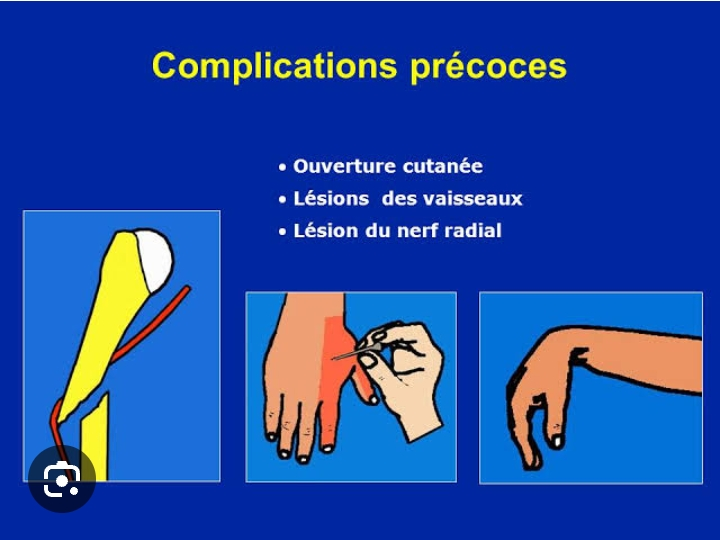 Complications précoces
• Ouverture cutanée
• Lésions des vaisseaux
• Lésion du nerf radial